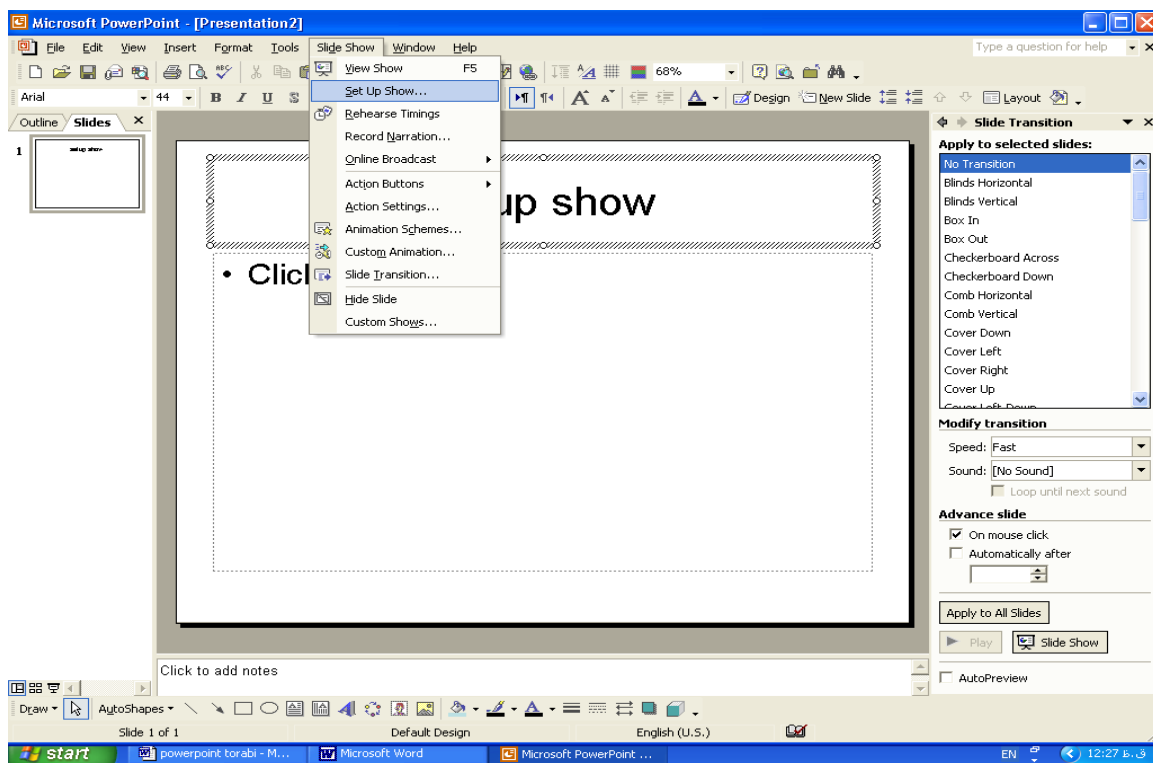 Microsoft PowerPoint - [Presentation2]
File Edit View Insert Format Tools Slide Show Window Help Type a question for help
68%
Arial 44 B I U S Design New Slide Layout
Outline Slides
Slide Transition
1
set up show
View Show F5
Set Up Show...
Rehearse Timings
Record Narration...
Online Broadcast
Action Buttons
Action Settings...
Animation Schemes...
Custom Animation...
Slide Transition...
Hide Slide
Custom Shows...
up show
• Clic
Apply to selected slides:
No Transition
Blinds Horizontal
Blinds Vertical
Box In
Box Out
Checkerboard Across
Checkerboard Down
Comb Horizontal
Comb Vertical
Cover Down
Cover Left
Cover Right
Cover Up
Cover Left-Down
Modify transition
Speed: Fast
Sound: [No Sound]
Loop until next sound
Advance slide
On mouse click
Automatically after
Apply to All Slides
Play Slide Show
AutoPreview
Click to add notes
Draw AutoShapes
Slide 1 of 1 Default Design English (U.S.)
start powerpoint torabi - M... Microsoft Word Microsoft PowerPoint ... EN 12:27 ق.ظ